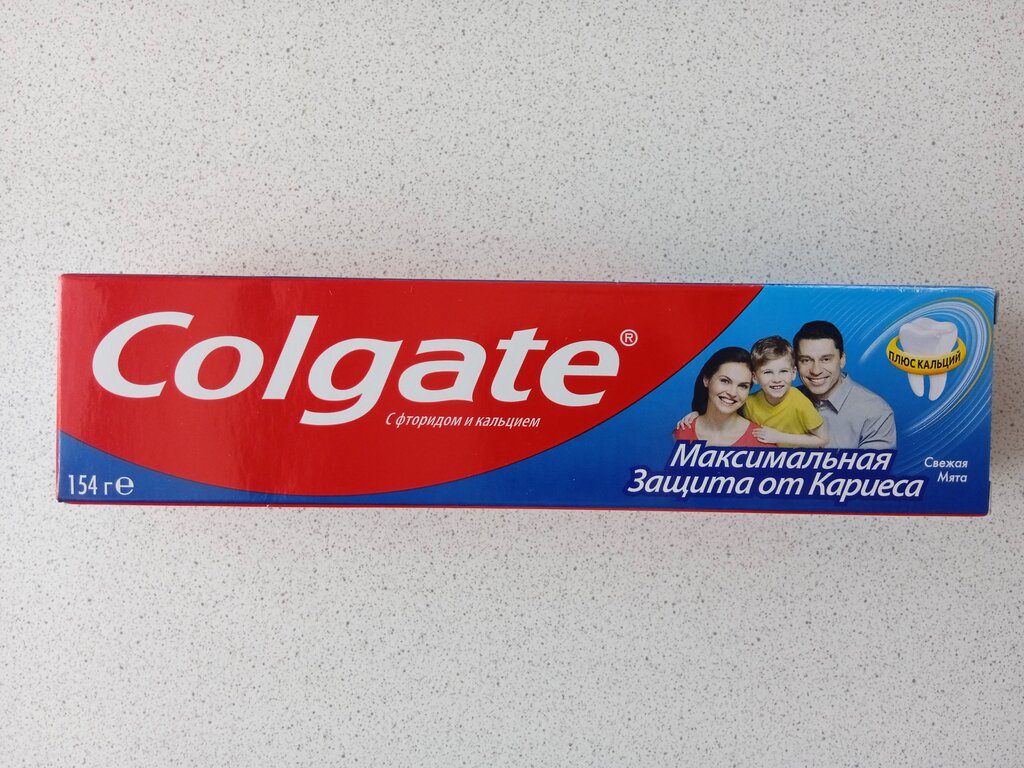 Colgate®
С фторидом и кальцием
ПЛЮС КАЛЬЦИЙ
Максимальная
Защита от Кариеса
Свежая
Мята
154 г℮